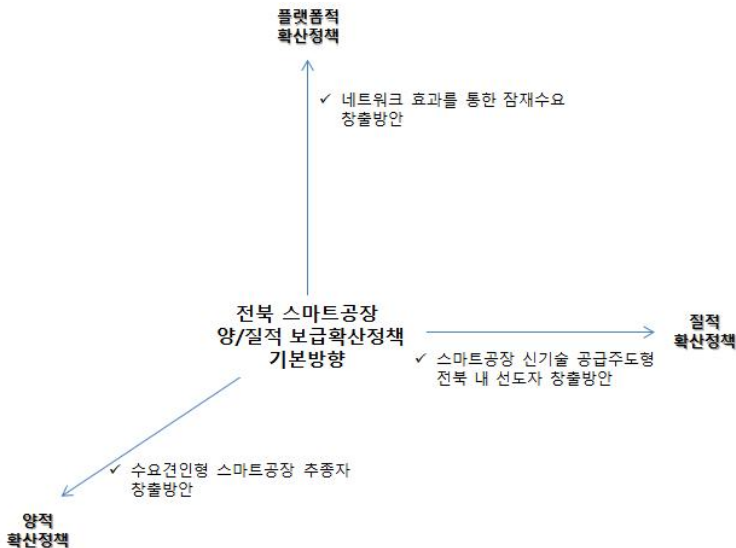 플랫폼적
확산정책
✓ 네트워크 효과를 통한 잠재수요
창출방안
전북 스마트공장
양/질적 보급확산정책
기본방향
질적
확산정책
✓ 스마트공장 신기술 공급주도형
전북 내 선도자 창출방안
✓ 수요견인형 스마트공장 추종자
창출방안
양적
확산정책